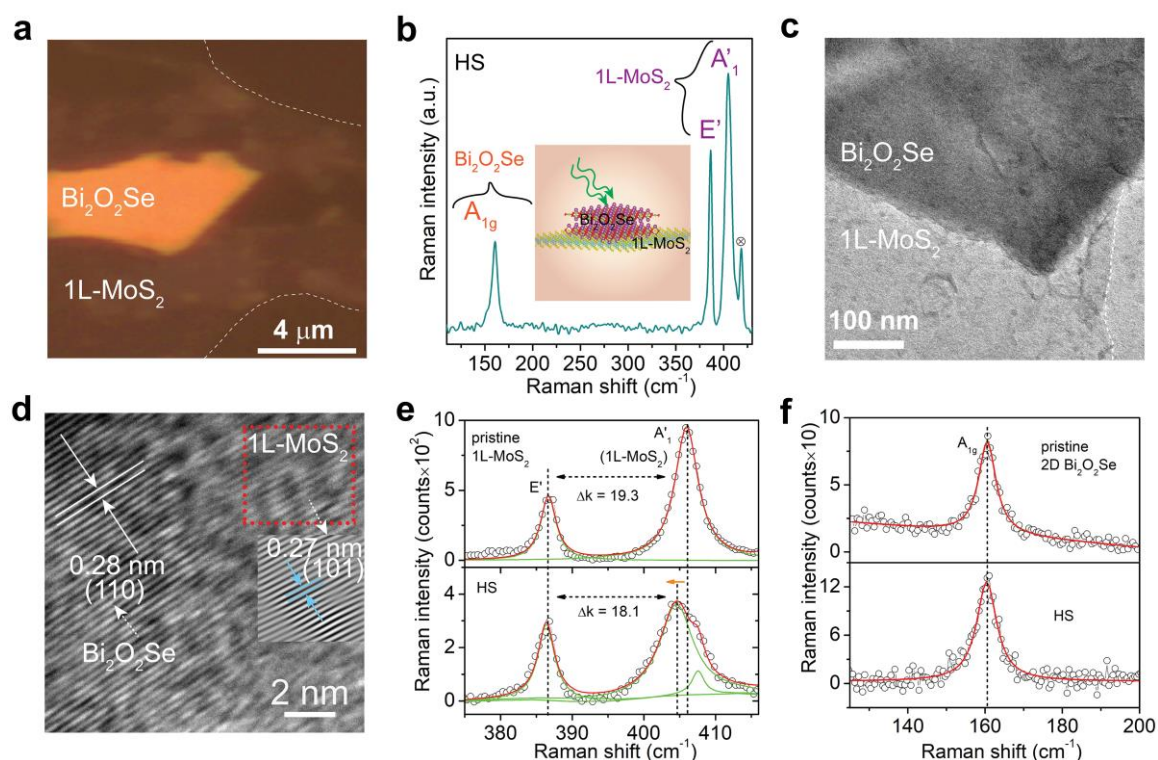 a
Bi₂O₂Se
1L-MoS₂
4 μm
b
HS
1L-MoS₂
A'₁
E'
Bi₂O₂Se
A₁g
Bi₂O₂Se
1L-MoS₂
⊗
Raman intensity (a.u.)
150 200 250 300 350 400
Raman shift (cm⁻¹)
c
Bi₂O₂Se
1L-MoS₂
100 nm
d
1L-MoS₂
0.28 nm
(110)
0.27 nm
(101)
Bi₂O₂Se
2 nm
e
pristine
1L-MoS₂
A'₁
(1L-MoS₂)
E'
Δk = 19.3
10
5
0
HS
Δk = 18.1
6
4
2
0
Raman intensity (counts×10²)
380 390 400 410
Raman shift (cm⁻¹)
f
A₁g
pristine
2D Bi₂O₂Se
10
5
0
HS
12
6
0
Raman intensity (counts×10)
140 160 180 200
Raman shift (cm⁻¹)